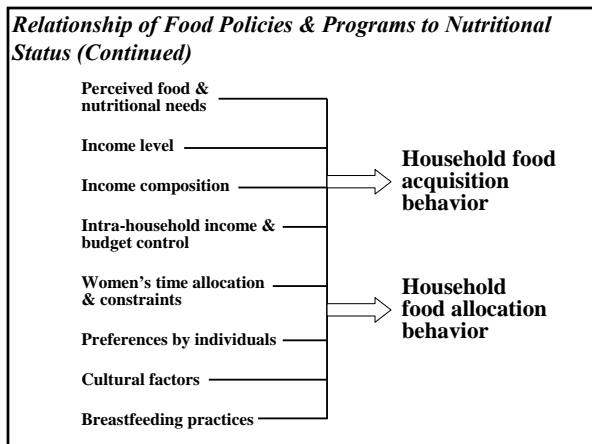 Relationship of Food Policies & Programs to Nutritional
Status (Continued)
Perceived food &
nutritional needs
Income level
Income composition
Intra-household income &
budget control
Women's time allocation
& constraints
Preferences by individuals
Cultural factors
Breastfeeding practices
Household food
acquisition
behavior
Household
food allocation
behavior